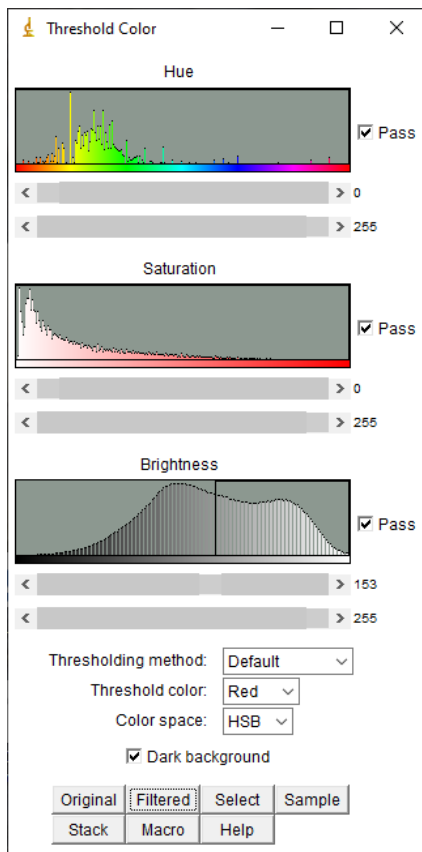 Threshold Color
Hue
Pass
0
255
Saturation
Pass
0
255
Brightness
Pass
153
255
Thresholding method: Default
Threshold color: Red
Color space: HSB
Dark background
Original Filtered Select Sample
Stack Macro Help